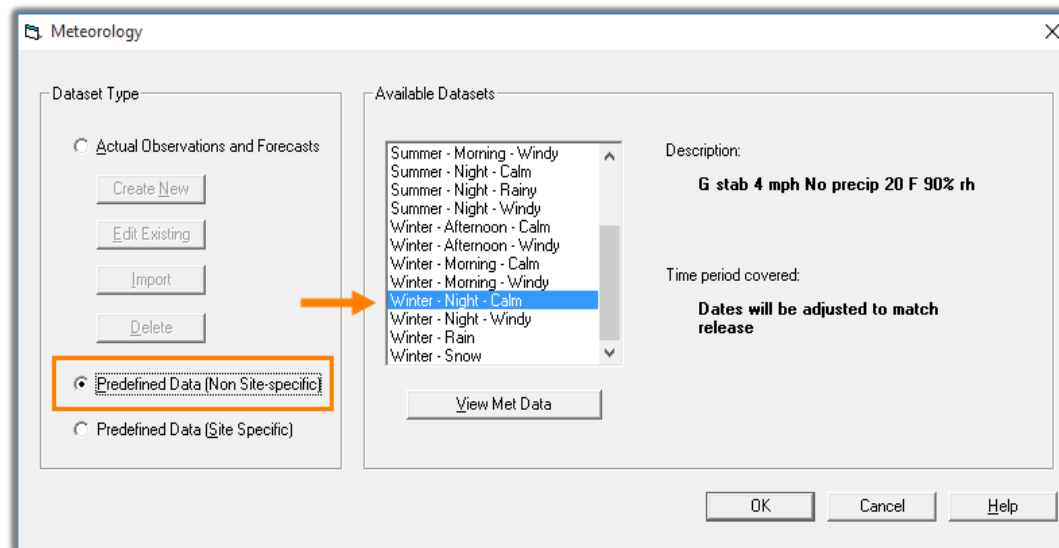 Meteorology
Dataset Type
Actual Observations and Forecasts
Create New
Edit Existing
Import
Delete
Predefined Data (Non Site-specific)
Predefined Data (Site Specific)
Available Datasets
Summer - Morning - Windy
Summer - Night - Calm
Summer - Night - Rainy
Summer - Night - Windy
Winter - Afternoon - Calm
Winter - Afternoon - Windy
Winter - Morning - Calm
Winter - Morning - Windy
Winter - Night - Calm
Winter - Night - Windy
Winter - Rain
Winter - Snow
View Met Data
Description:
G stab 4 mph No precip 20 F 90% rh
Time period covered:
Dates will be adjusted to match
release
OK
Cancel
Help